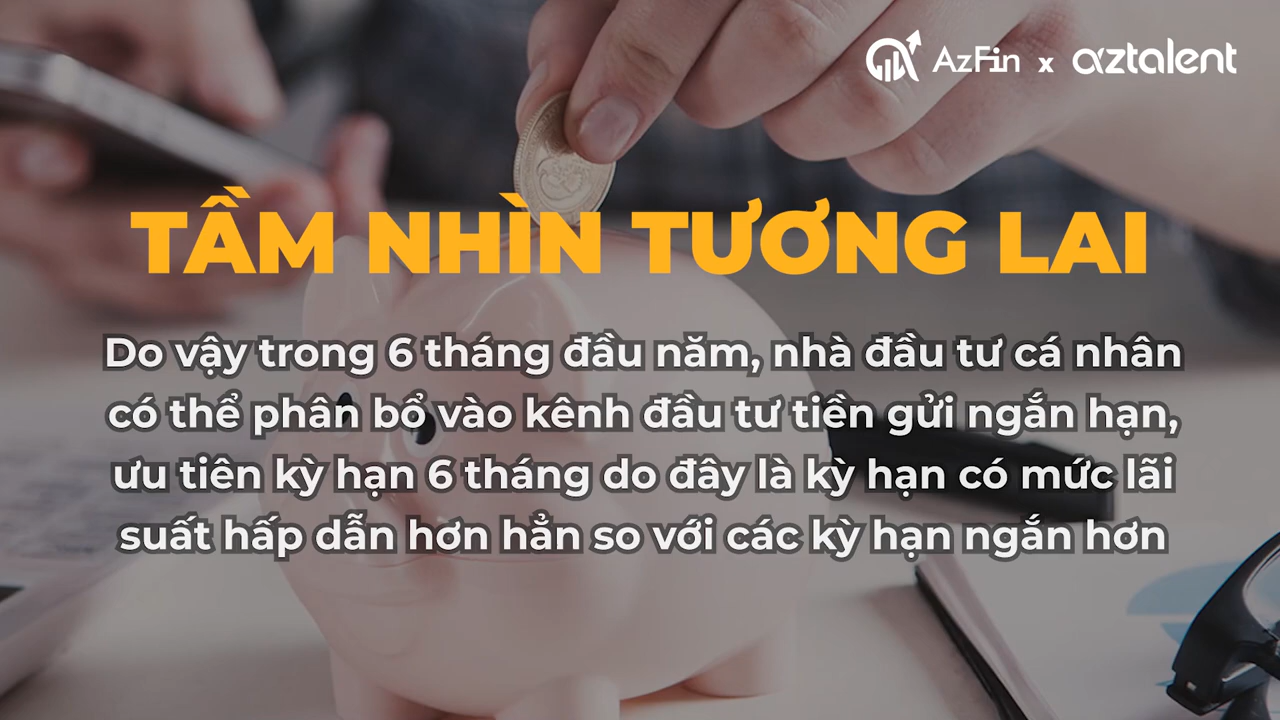 AzFin x aztalent
TẦM NHÌN TƯƠNG LAI
Do vậy trong 6 tháng đầu năm, nhà đầu tư cá nhân
có thể phân bổ vào kênh đầu tư tiền gửi ngắn hạn,
ưu tiên kỳ hạn 6 tháng do đây là kỳ hạn có mức lãi
suất hấp dẫn hơn hẳn so với các kỳ hạn ngắn hơn